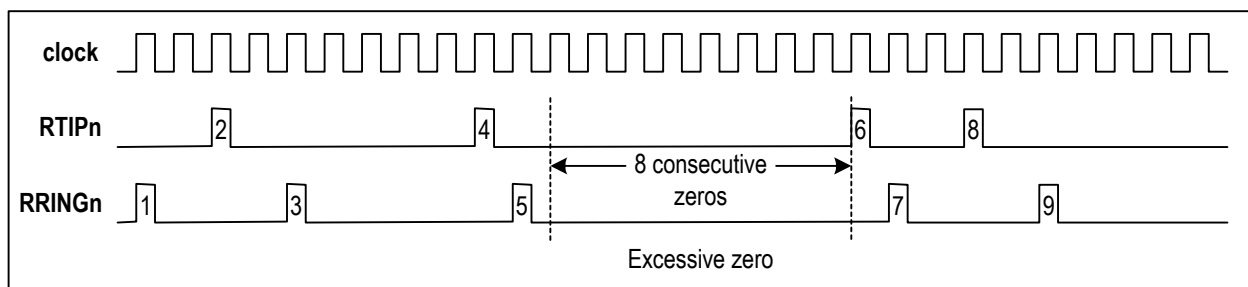 clock
RTIPn
2
4
6
8
8 consecutive
zeros
RRINGn
1
3
5
7
9
Excessive zero